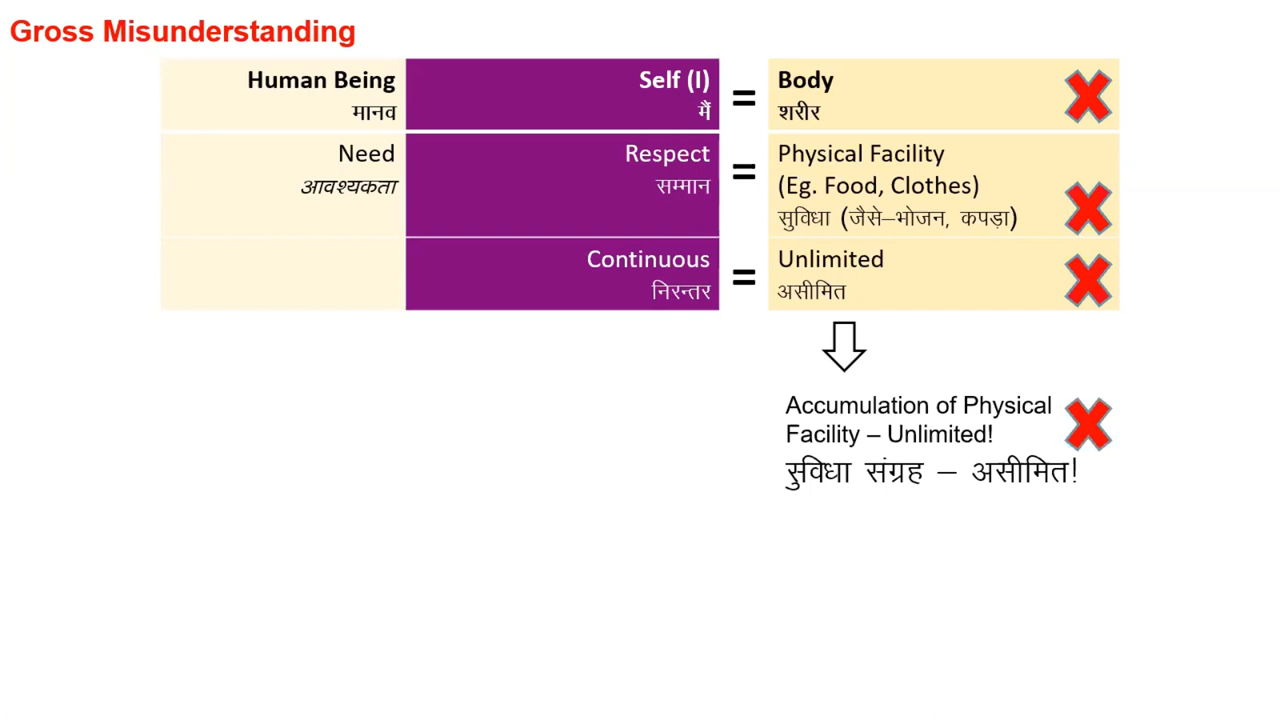 Gross Misunderstanding
Human Being Self (I) = Body
मानव मैं शरीर
Need Respect = Physical Facility
आवश्यकता सम्मान (Eg. Food, Clothes)
सुविधा (जैसे–भोजन, कपड़ा)
Continuous = Unlimited
निरन्तर असीमित
Accumulation of Physical
Facility – Unlimited!
सुविधा संग्रह – असीमित!